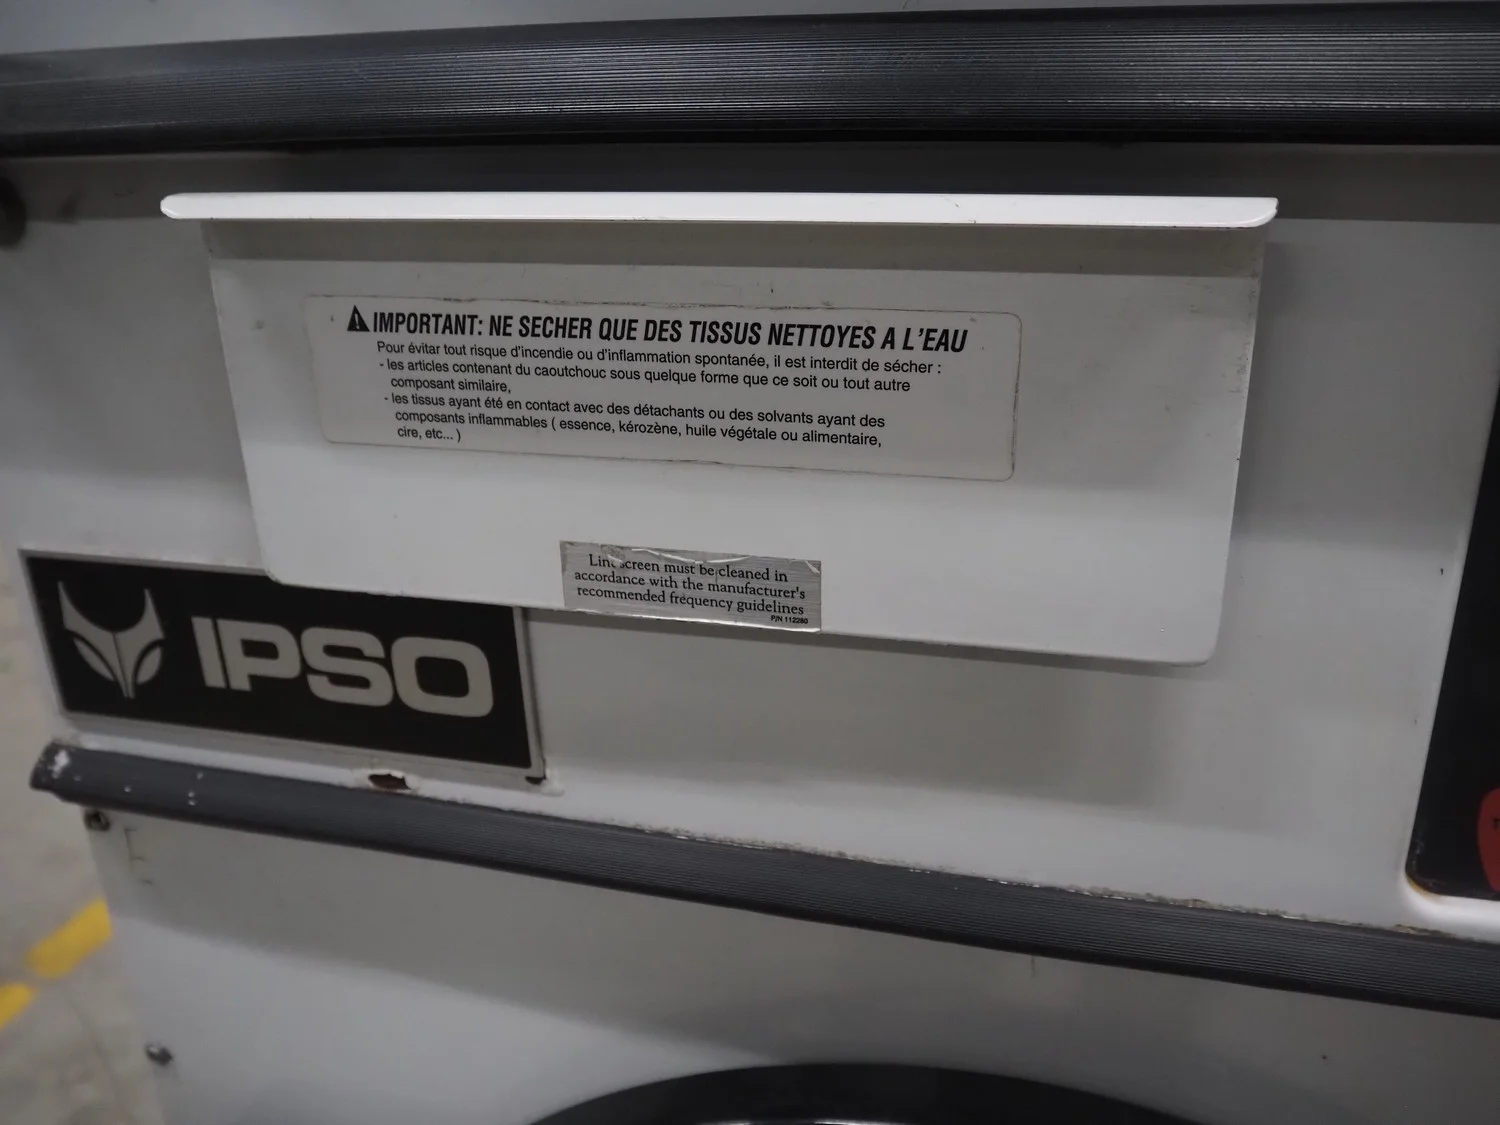 IMPORTANT: NE SECHER QUE DES TISSUS NETTOYES A L'EAU
Pour éviter tout risque d'incendie ou d'inflammation spontanée, il est interdit de sécher :
- les articles contenant du caoutchouc sous quelque forme que ce soit ou tout autre
composant similaire,
- les tissus ayant été en contact avec des détachants ou des solvants ayant des
composants inflammables ( essence, kérozène, huile végétale ou alimentaire,
cire, etc... )
Lint screen must be cleaned in
accordance with the manufacturer's
recommended frequency guidelines
P/N 112280
IPSO